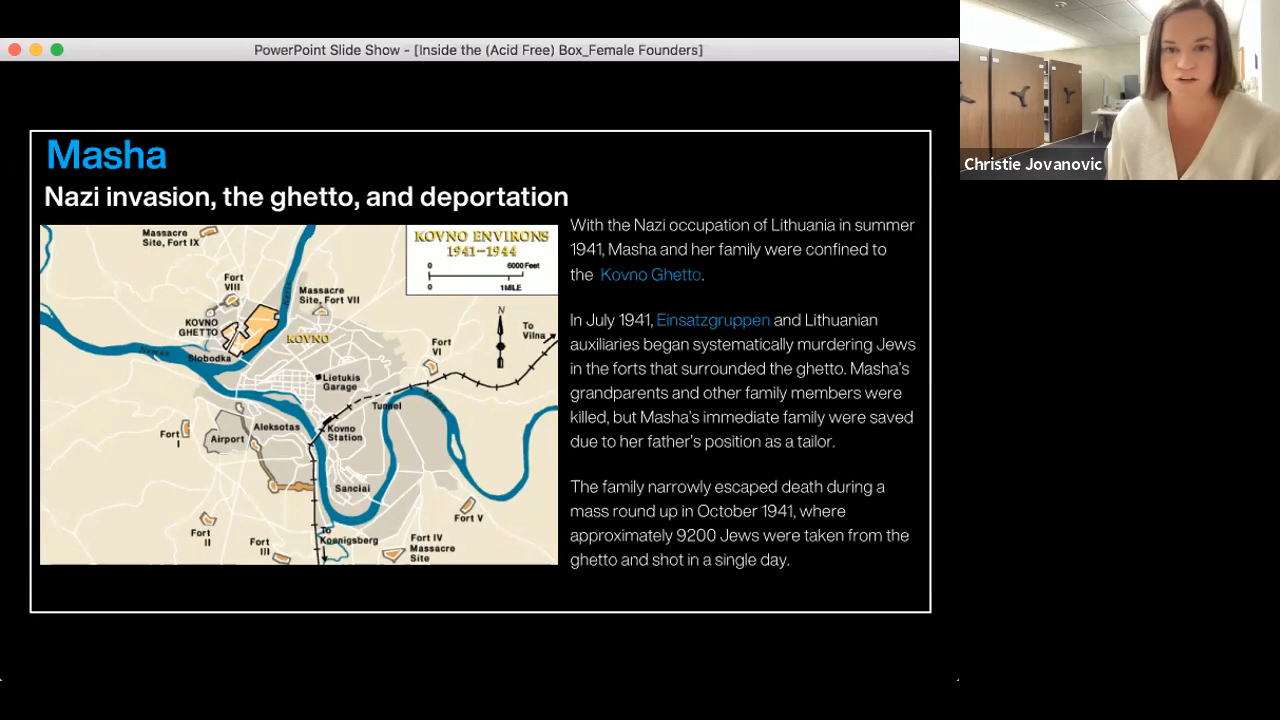 PowerPoint Slide Show - [Inside the (Acid Free) Box_Female Founders]
Christie Jovanovic
Masha
Nazi invasion, the ghetto, and deportation
KOVNO ENVIRONS
1941-1944
0 6000 Feet
0 1 MILE
Massacre
Site, Fort IX
Fort
VIII
Massacre
Site, Fort VII
KOVNO
GHETTO
KOVNO
Slobodka
N
To
Vilna
Fort
VI
Lietukis
Garage
Tunnel
Fort
I
Airport
Aleksotas
Kovno
Station
Sanciai
Fort
II
Fort
III
To
Koenigsberg
Fort IV
Massacre
Site
Fort V
With the Nazi occupation of Lithuania in summer
1941, Masha and her family were confined to
the Kovno Ghetto.
In July 1941, Einsatzgruppen and Lithuanian
auxiliaries began systematically murdering Jews
in the forts that surrounded the ghetto. Masha's
grandparents and other family members were
killed, but Masha's immediate family were saved
due to her father's position as a tailor.
The family narrowly escaped death during a
mass round up in October 1941, where
approximately 9200 Jews were taken from the
ghetto and shot in a single day.